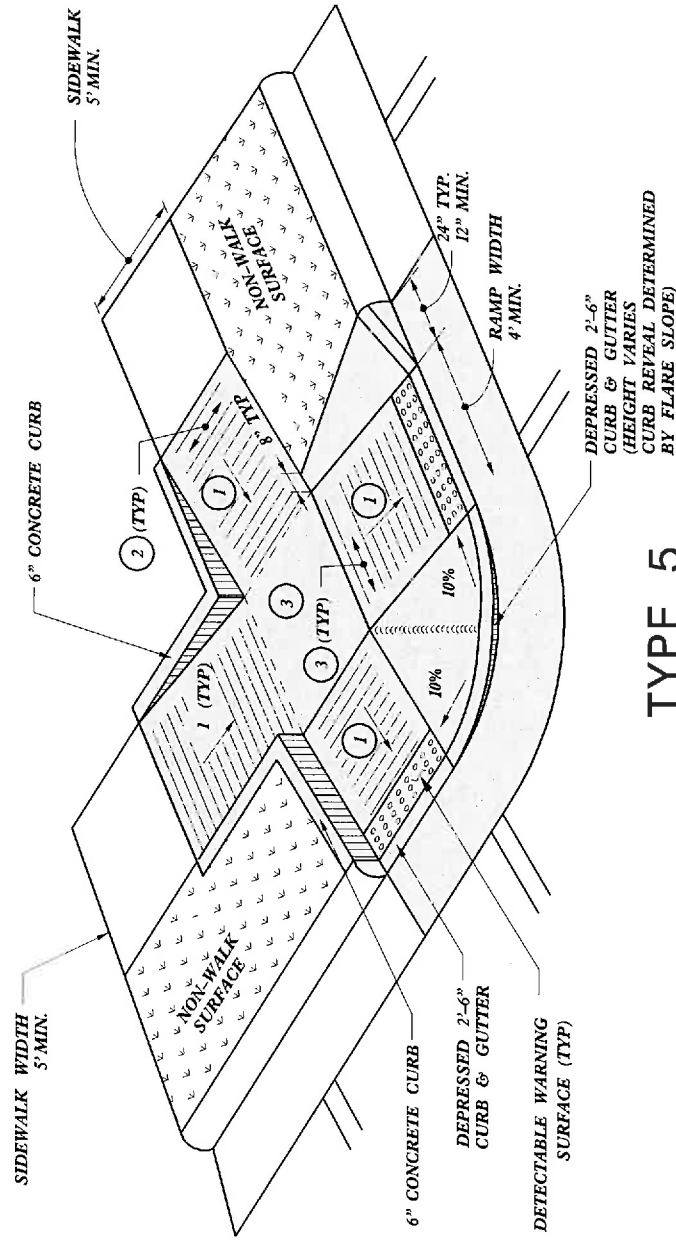 SIDEWALK
5' MIN.
6" CONCRETE CURB
2 (TYP)
SIDEWALK WIDTH
5' MIN.
NON-WALK
SURFACE
8" TYP
1
1 (TYP)
3
1
3 (TYP)
24" TYP.
12" MIN.
RAMP WIDTH
4' MIN.
NON-WALK
SURFACE
1
10%
10%
6" CONCRETE CURB
DEPRESSED 2'-6"
CURB & GUTTER
DETECTABLE WARNING
SURFACE (TYP)
DEPRESSED 2'-6"
CURB & GUTTER
(HEIGHT VARIES
CURB REVEAL DETERMINED
BY FLARE SLOPE)
TYPE 5